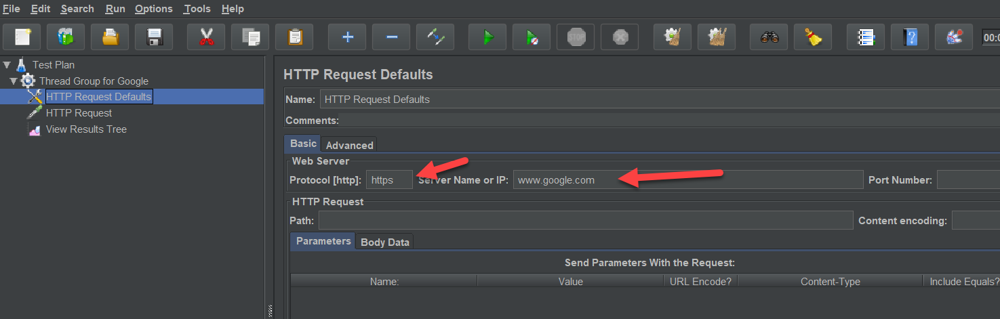 File Edit Search Run Options Tools Help
STOP
Test Plan
Thread Group for Google
HTTP Request Defaults
HTTP Request
View Results Tree
HTTP Request Defaults
Name: HTTP Request Defaults
Comments:
Basic Advanced
Web Server
Protocol [http]: https Server Name or IP: www.google.com Port Number:
HTTP Request
Path: Content encoding:
Parameters Body Data
Send Parameters With the Request:
Name: Value URL Encode? Content-Type Include Equals?